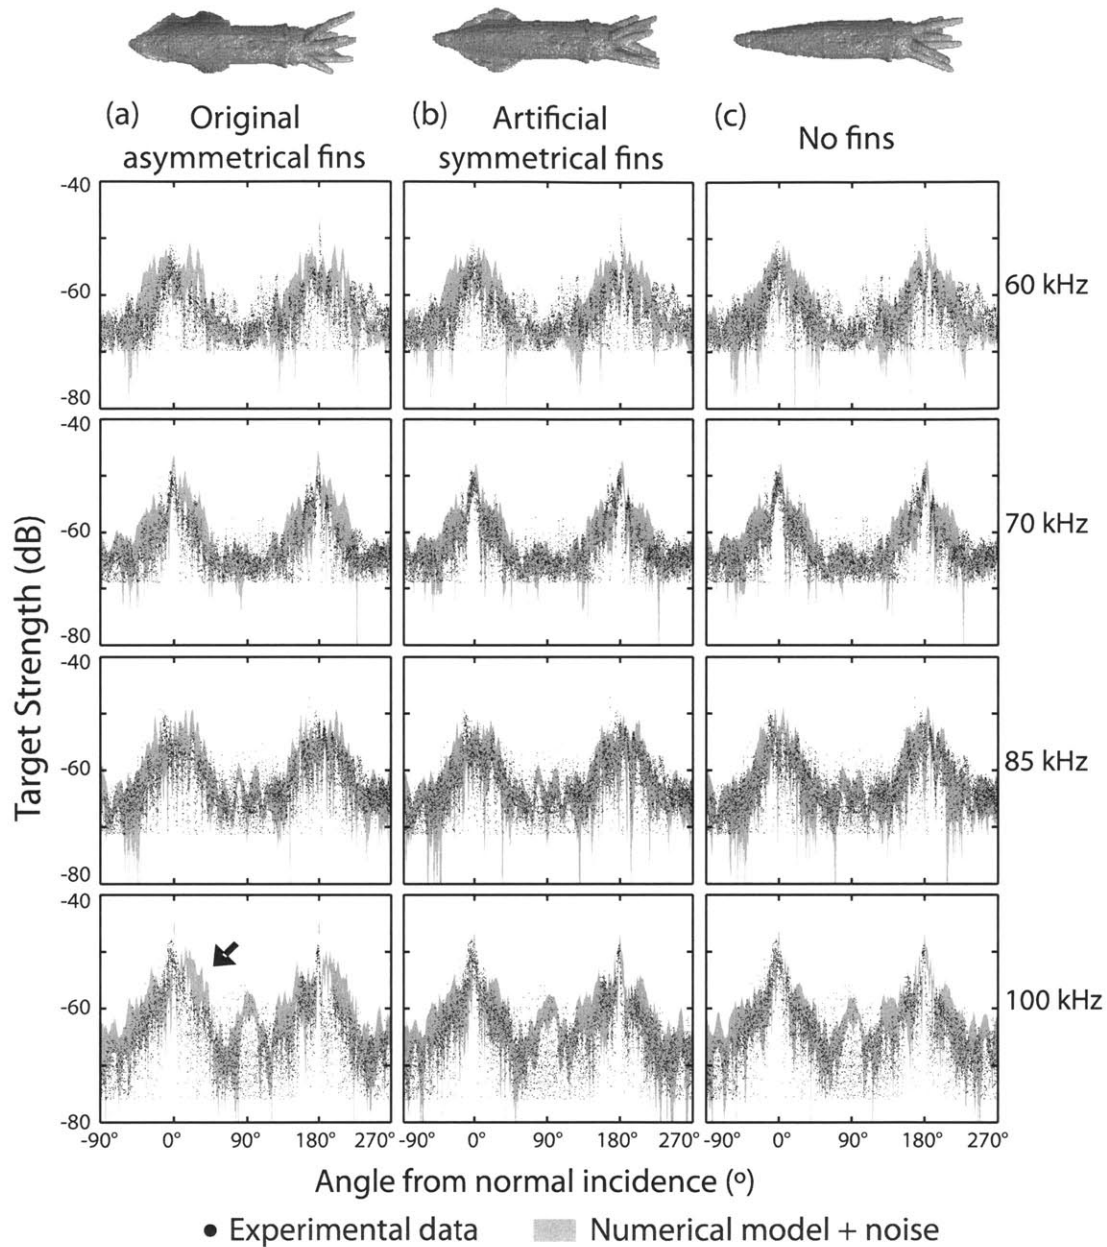 (a) Original
asymmetrical fins
(b) Artificial
symmetrical fins
(c) No fins
-40
-60
-80
60 kHz
-40
-60
-80
70 kHz
-40
-60
-80
85 kHz
-40
-60
-80
100 kHz
Target Strength (dB)
-90° 0° 90° 180° 270° -90° 0° 90° 180° 270° -90° 0° 90° 180° 270°
Angle from normal incidence (º)
Experimental data Numerical model + noise